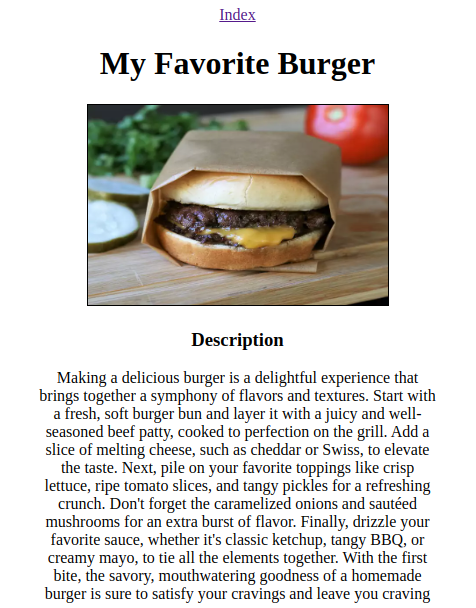 Index
My Favorite Burger
Description
Making a delicious burger is a delightful experience that
brings together a symphony of flavors and textures. Start with
a fresh, soft burger bun and layer it with a juicy and well-
seasoned beef patty, cooked to perfection on the grill. Add a
slice of melting cheese, such as cheddar or Swiss, to elevate
the taste. Next, pile on your favorite toppings like crisp
lettuce, ripe tomato slices, and tangy pickles for a refreshing
crunch. Don't forget the caramelized onions and sautéed
mushrooms for an extra burst of flavor. Finally, drizzle your
favorite sauce, whether it's classic ketchup, tangy BBQ, or
creamy mayo, to tie all the elements together. With the first
bite, the savory, mouthwatering goodness of a homemade
burger is sure to satisfy your cravings and leave you craving